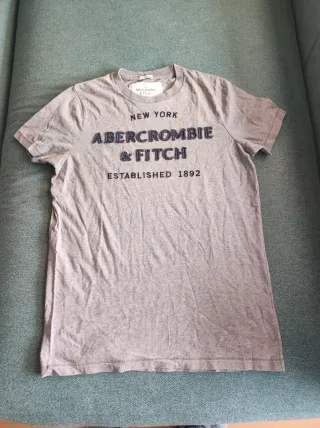 NEW YORK
ABERCROMBIE
& FITCH
ESTABLISHED 1892